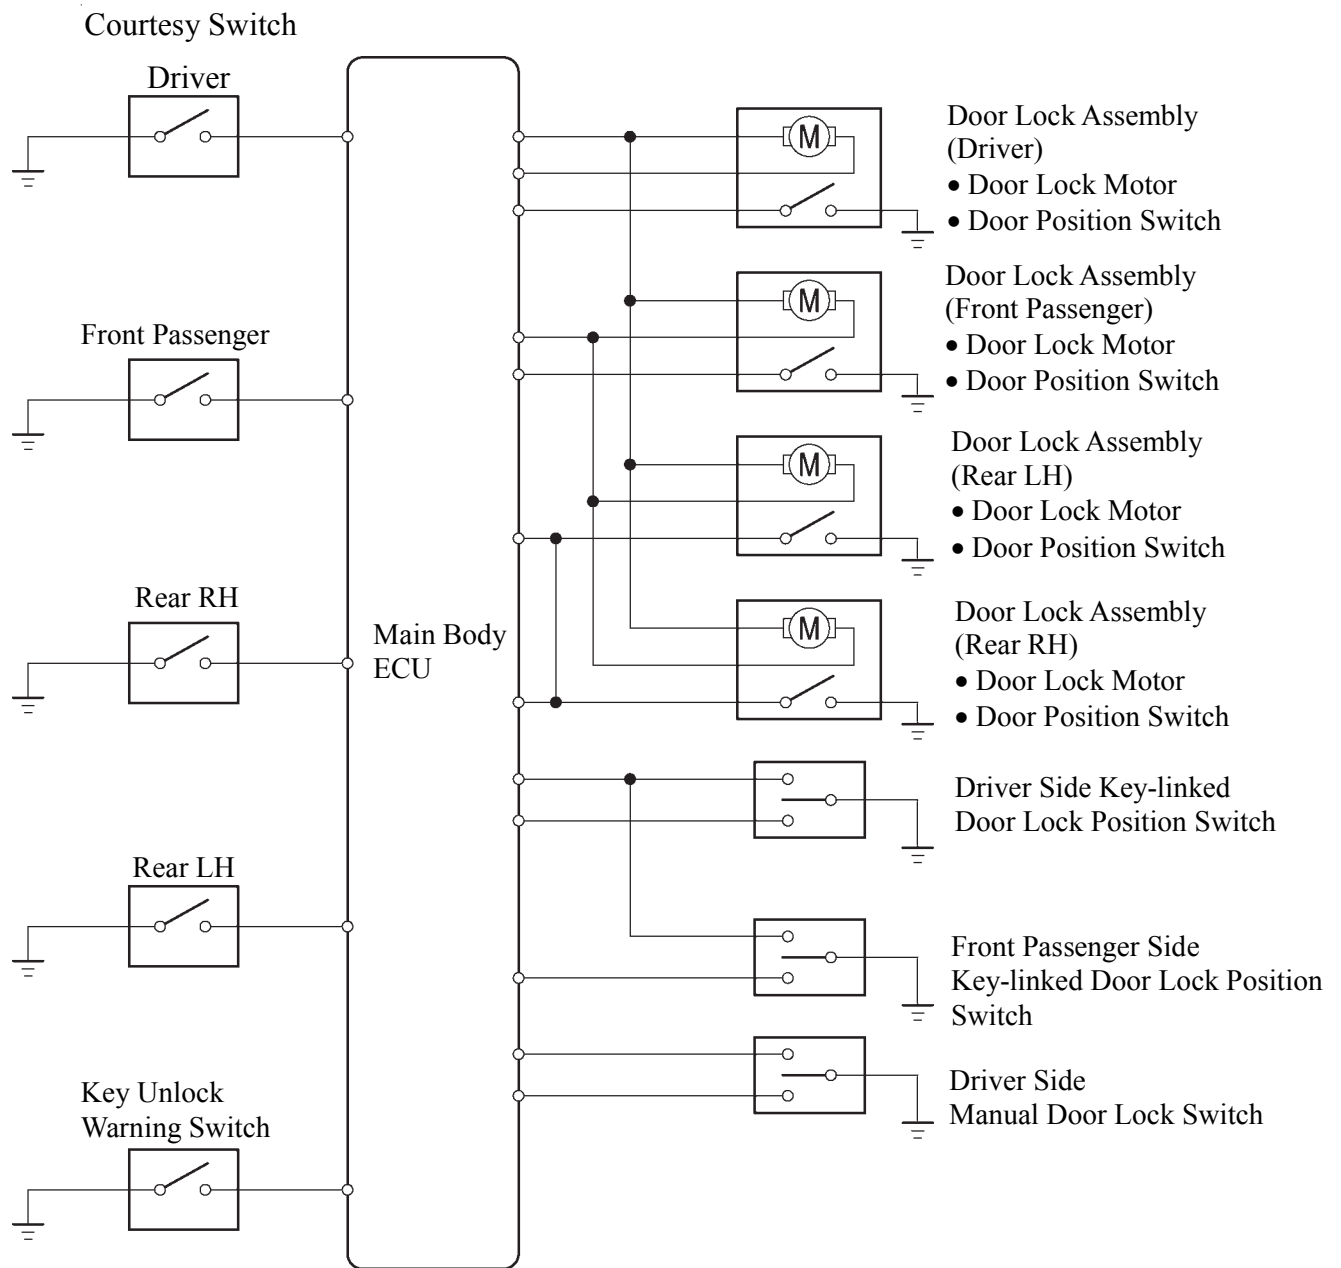 Courtesy Switch
Driver
Front Passenger
Rear RH
Rear LH
Key Unlock
Warning Switch
Main Body
ECU
M
Door Lock Assembly
(Driver)
• Door Lock Motor
• Door Position Switch
M
Door Lock Assembly
(Front Passenger)
• Door Lock Motor
• Door Position Switch
M
Door Lock Assembly
(Rear LH)
• Door Lock Motor
• Door Position Switch
M
Door Lock Assembly
(Rear RH)
• Door Lock Motor
• Door Position Switch
Driver Side Key-linked
Door Lock Position Switch
Front Passenger Side
Key-linked Door Lock Position
Switch
Driver Side
Manual Door Lock Switch